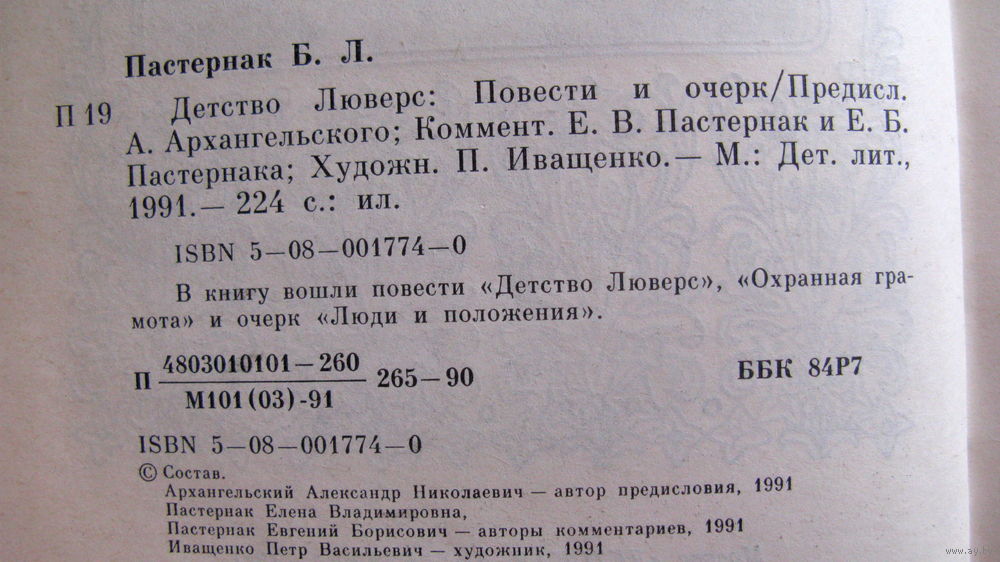 Пастернак Б. Л.
П 19 Детство Люверс: Повести и очерк/Предисл.
А. Архангельского; Коммент. Е. В. Пастернак и Е. Б.
Пастернака; Художн. П. Иващенко.— М.: Дет. лит.,
1991.— 224 с.: ил.
ISBN 5—08—001774—0
В книгу вошли повести «Детство Люверс», «Охранная гра-
мота» и очерк «Люди и положения».
П 4803010101—260
М101(03)-91
265—90
ББК 84Р7
ISBN 5—08—001774—0
© Состав.
Архангельский Александр Николаевич — автор предисловия, 1991
Пастернак Елена Владимировна,
Пастернак Евгений Борисович — авторы комментариев, 1991
Иващенко Петр Васильевич — художник, 1991